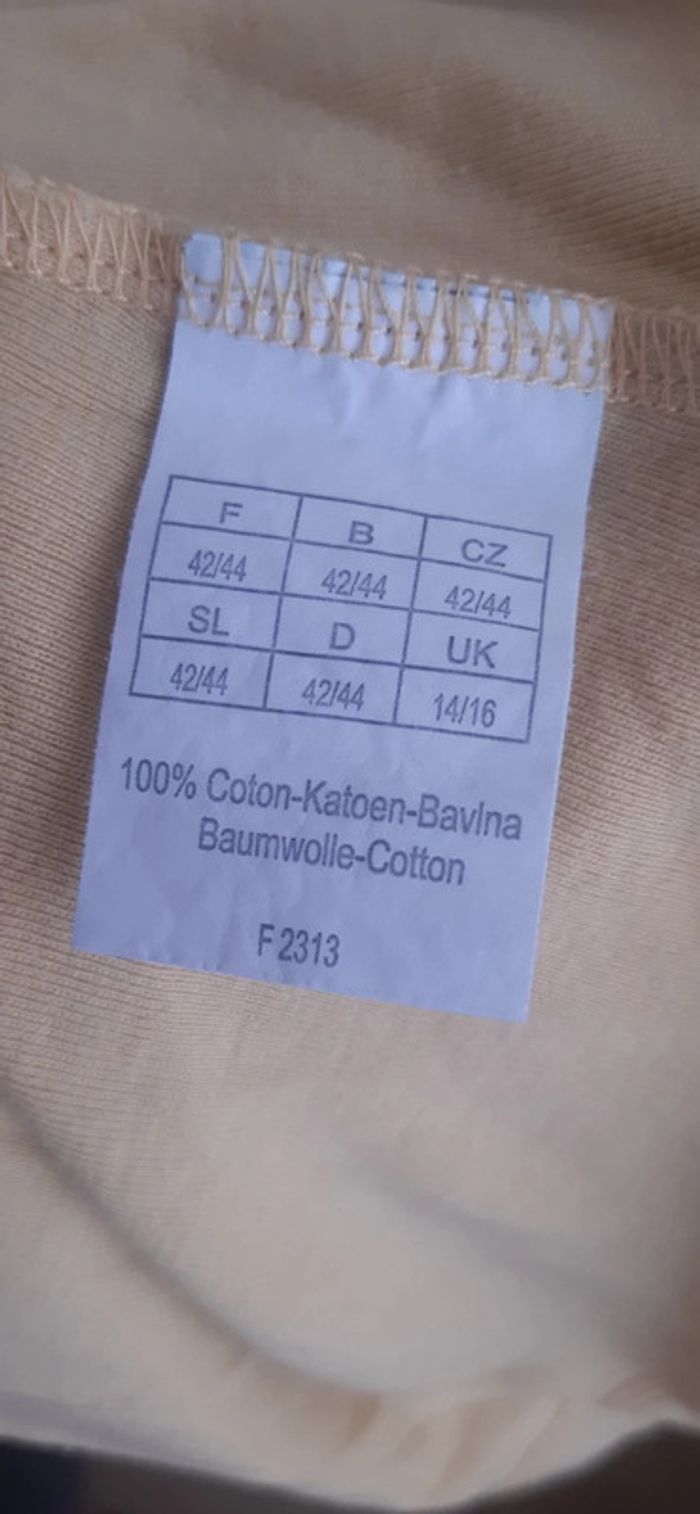 F B CZ
42/44 42/44 42/44
SL D UK
42/44 42/44 14/16
100% Coton-Katoen-Bavlna
Baumwolle-Cotton
F 2313